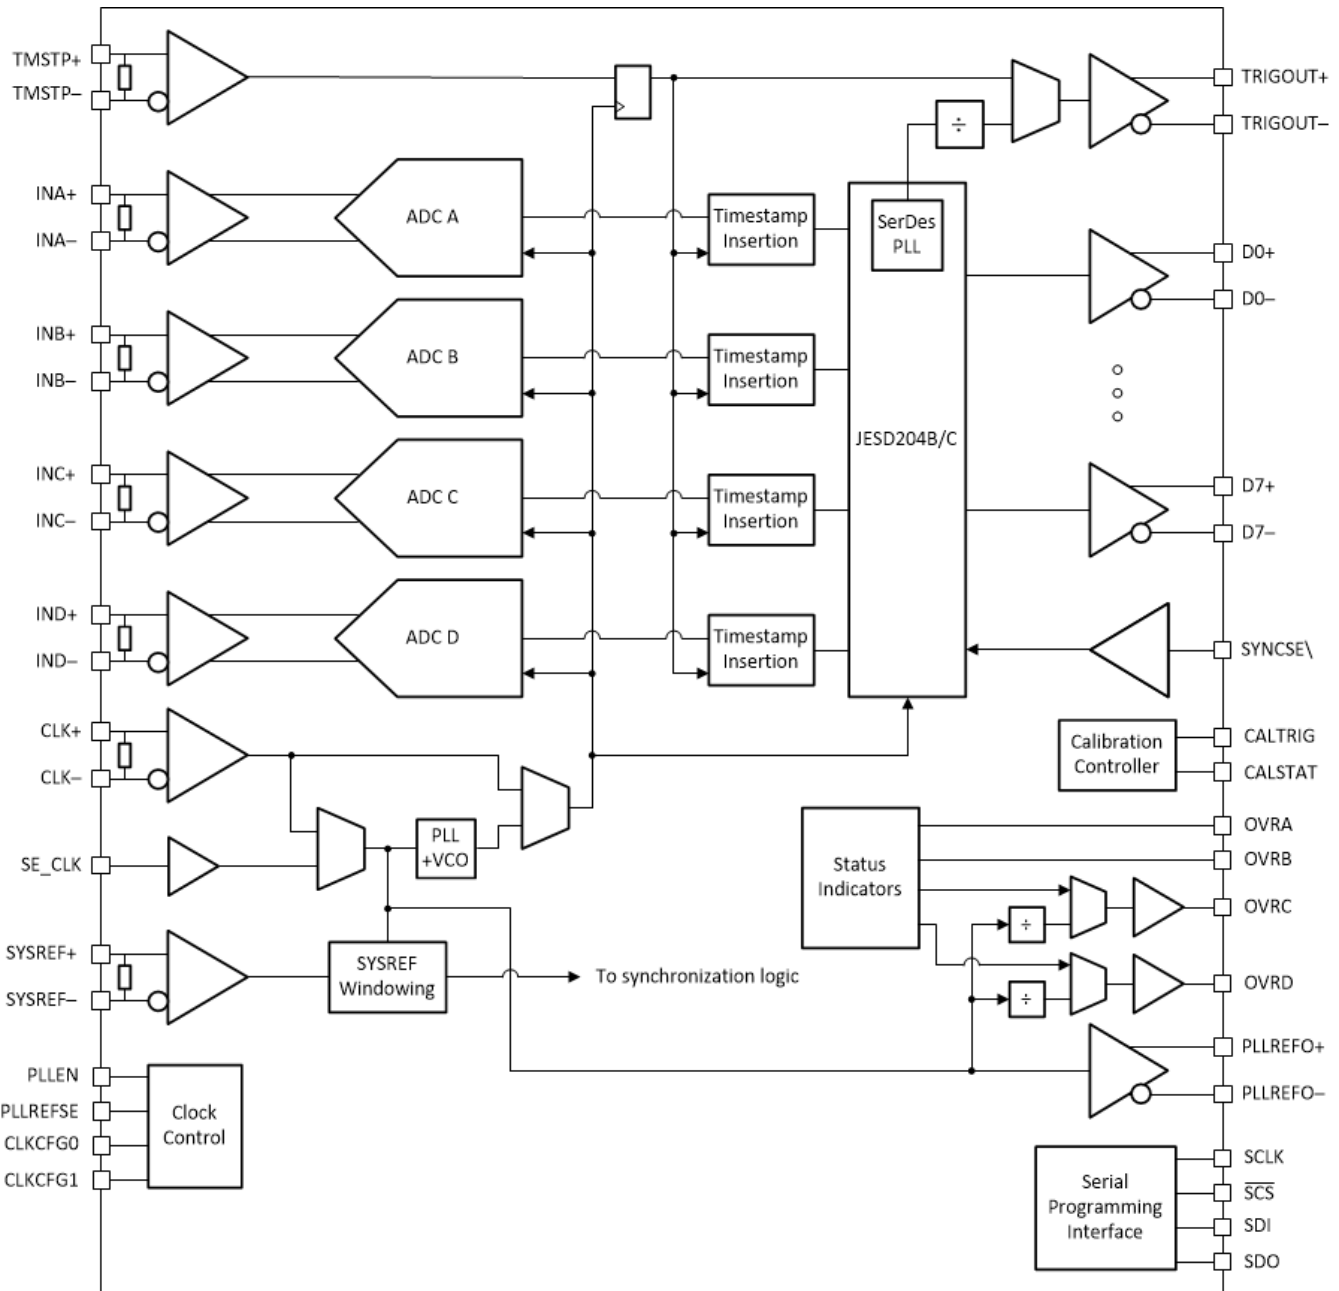 TMSTP+
TMSTP–
TRIGOUT+
TRIGOUT–
÷
INA+
INA–
ADC A
Timestamp
Insertion
SerDes
PLL
D0+
D0–
INB+
INB–
ADC B
Timestamp
Insertion
JESD204B/C
INC+
INC–
ADC C
Timestamp
Insertion
D7+
D7–
IND+
IND–
ADC D
Timestamp
Insertion
SYNCSE\
CLK+
CLK–
Calibration
Controller
CALTRIG
CALSTAT
SE_CLK
PLL
+VCO
Status
Indicators
OVRA
OVRB
OVRC
÷
OVRD
÷
SYSREF+
SYSREF–
SYSREF
Windowing
To synchronization logic
PLLREFO+
PLLREFO–
PLLEN
PLLREFSE
CLKCFG0
CLKCFG1
Clock
Control
Serial
Programming
Interface
SCLK
SCS
SDI
SDO